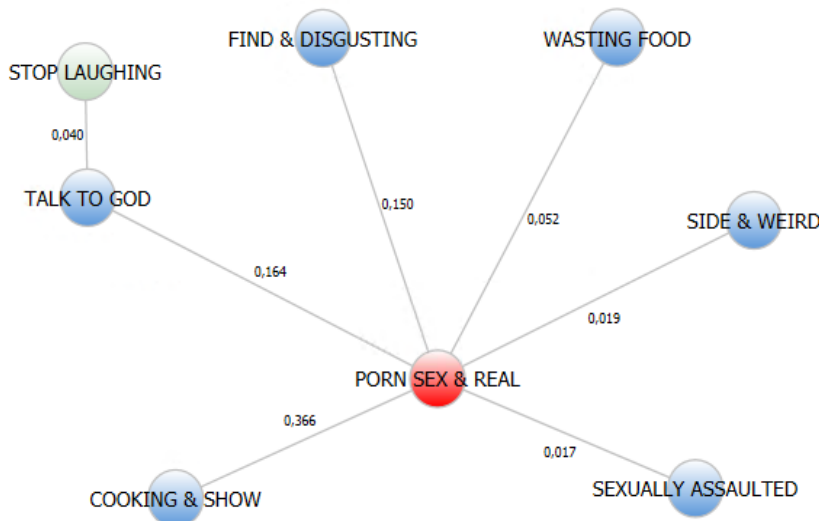 FIND & DISGUSTING
WASTING FOOD
STOP LAUGHING
0,040
TALK TO GOD
0,150
0,052
SIDE & WEIRD
0,164
0,019
PORN SEX & REAL
0,366
0,017
COOKING & SHOW
SEXUALLY ASSAULTED